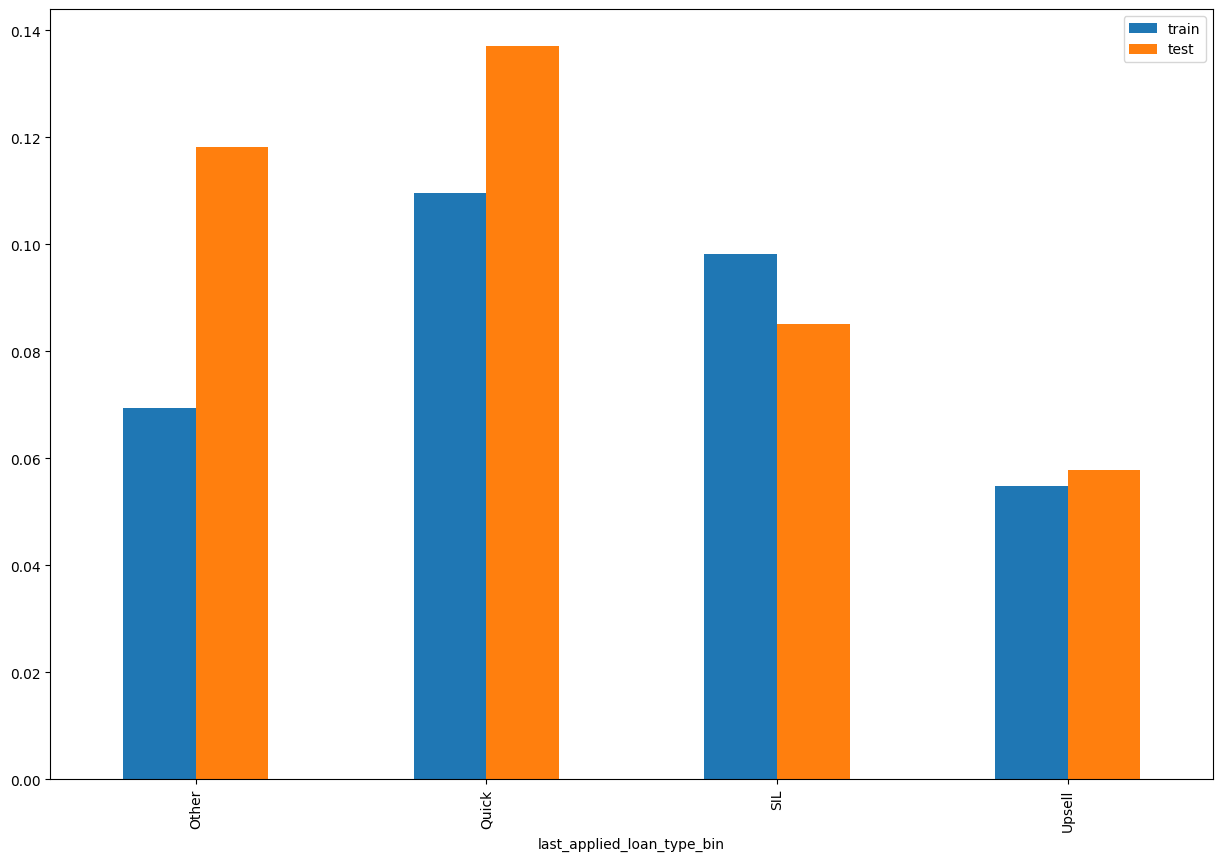 0.14
0.12
0.10
0.08
0.06
0.04
0.02
0.00
train
test
Other
Quick
SIL
Upsell
last_applied_loan_type_bin